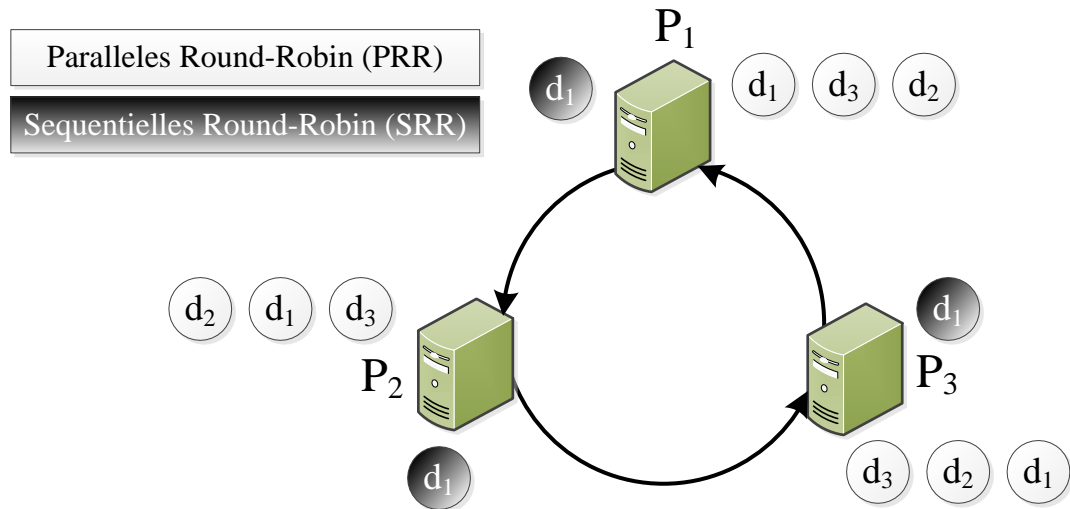 P₁
Paralleles Round-Robin (PRR)
d₁
d₁ d₃ d₂
Sequentielles Round-Robin (SRR)
d₂ d₁ d₃
d₁
P₂
P₃
d₁
d₃ d₂ d₁